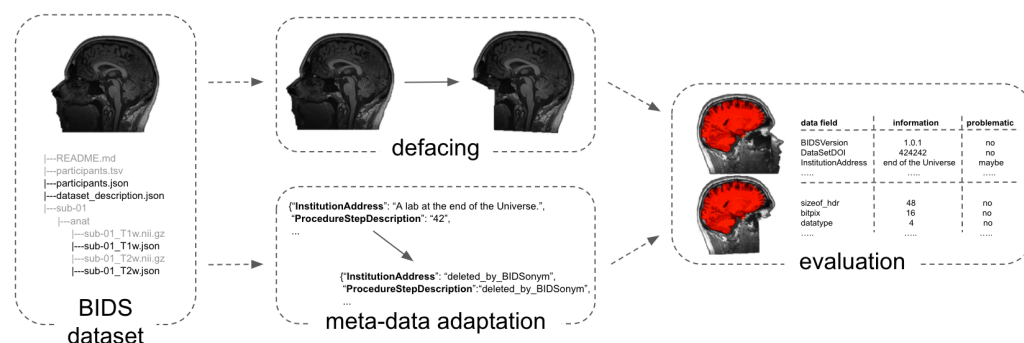 |---README.md
|---participants.tsv
|---participants.json
|---dataset_description.json
|---sub-01
|---anat
|---sub-01_T1w.nii.gz
|---sub-01_T1w.json
|---sub-01_T2w.nii.gz
|---sub-01_T2w.json
BIDS
dataset
defacing
{"InstitutionAddress": "A lab at the end of the Universe.",
"ProcedureStepDescription": "42",
...
{"InstitutionAddress": "deleted_by_BIDSonym",
"ProcedureStepDescription":"deleted_by_BIDSonym",
...
meta-data adaptation
data field information problematic
BIDSVersion 1.0.1 no
DataSetDOI 424242 no
InstitutionAddress end of the Universe maybe
..... ..... .....
sizeof_hdr 48 no
bitpix 16 no
datatype 4 no
..... ..... .....
evaluation